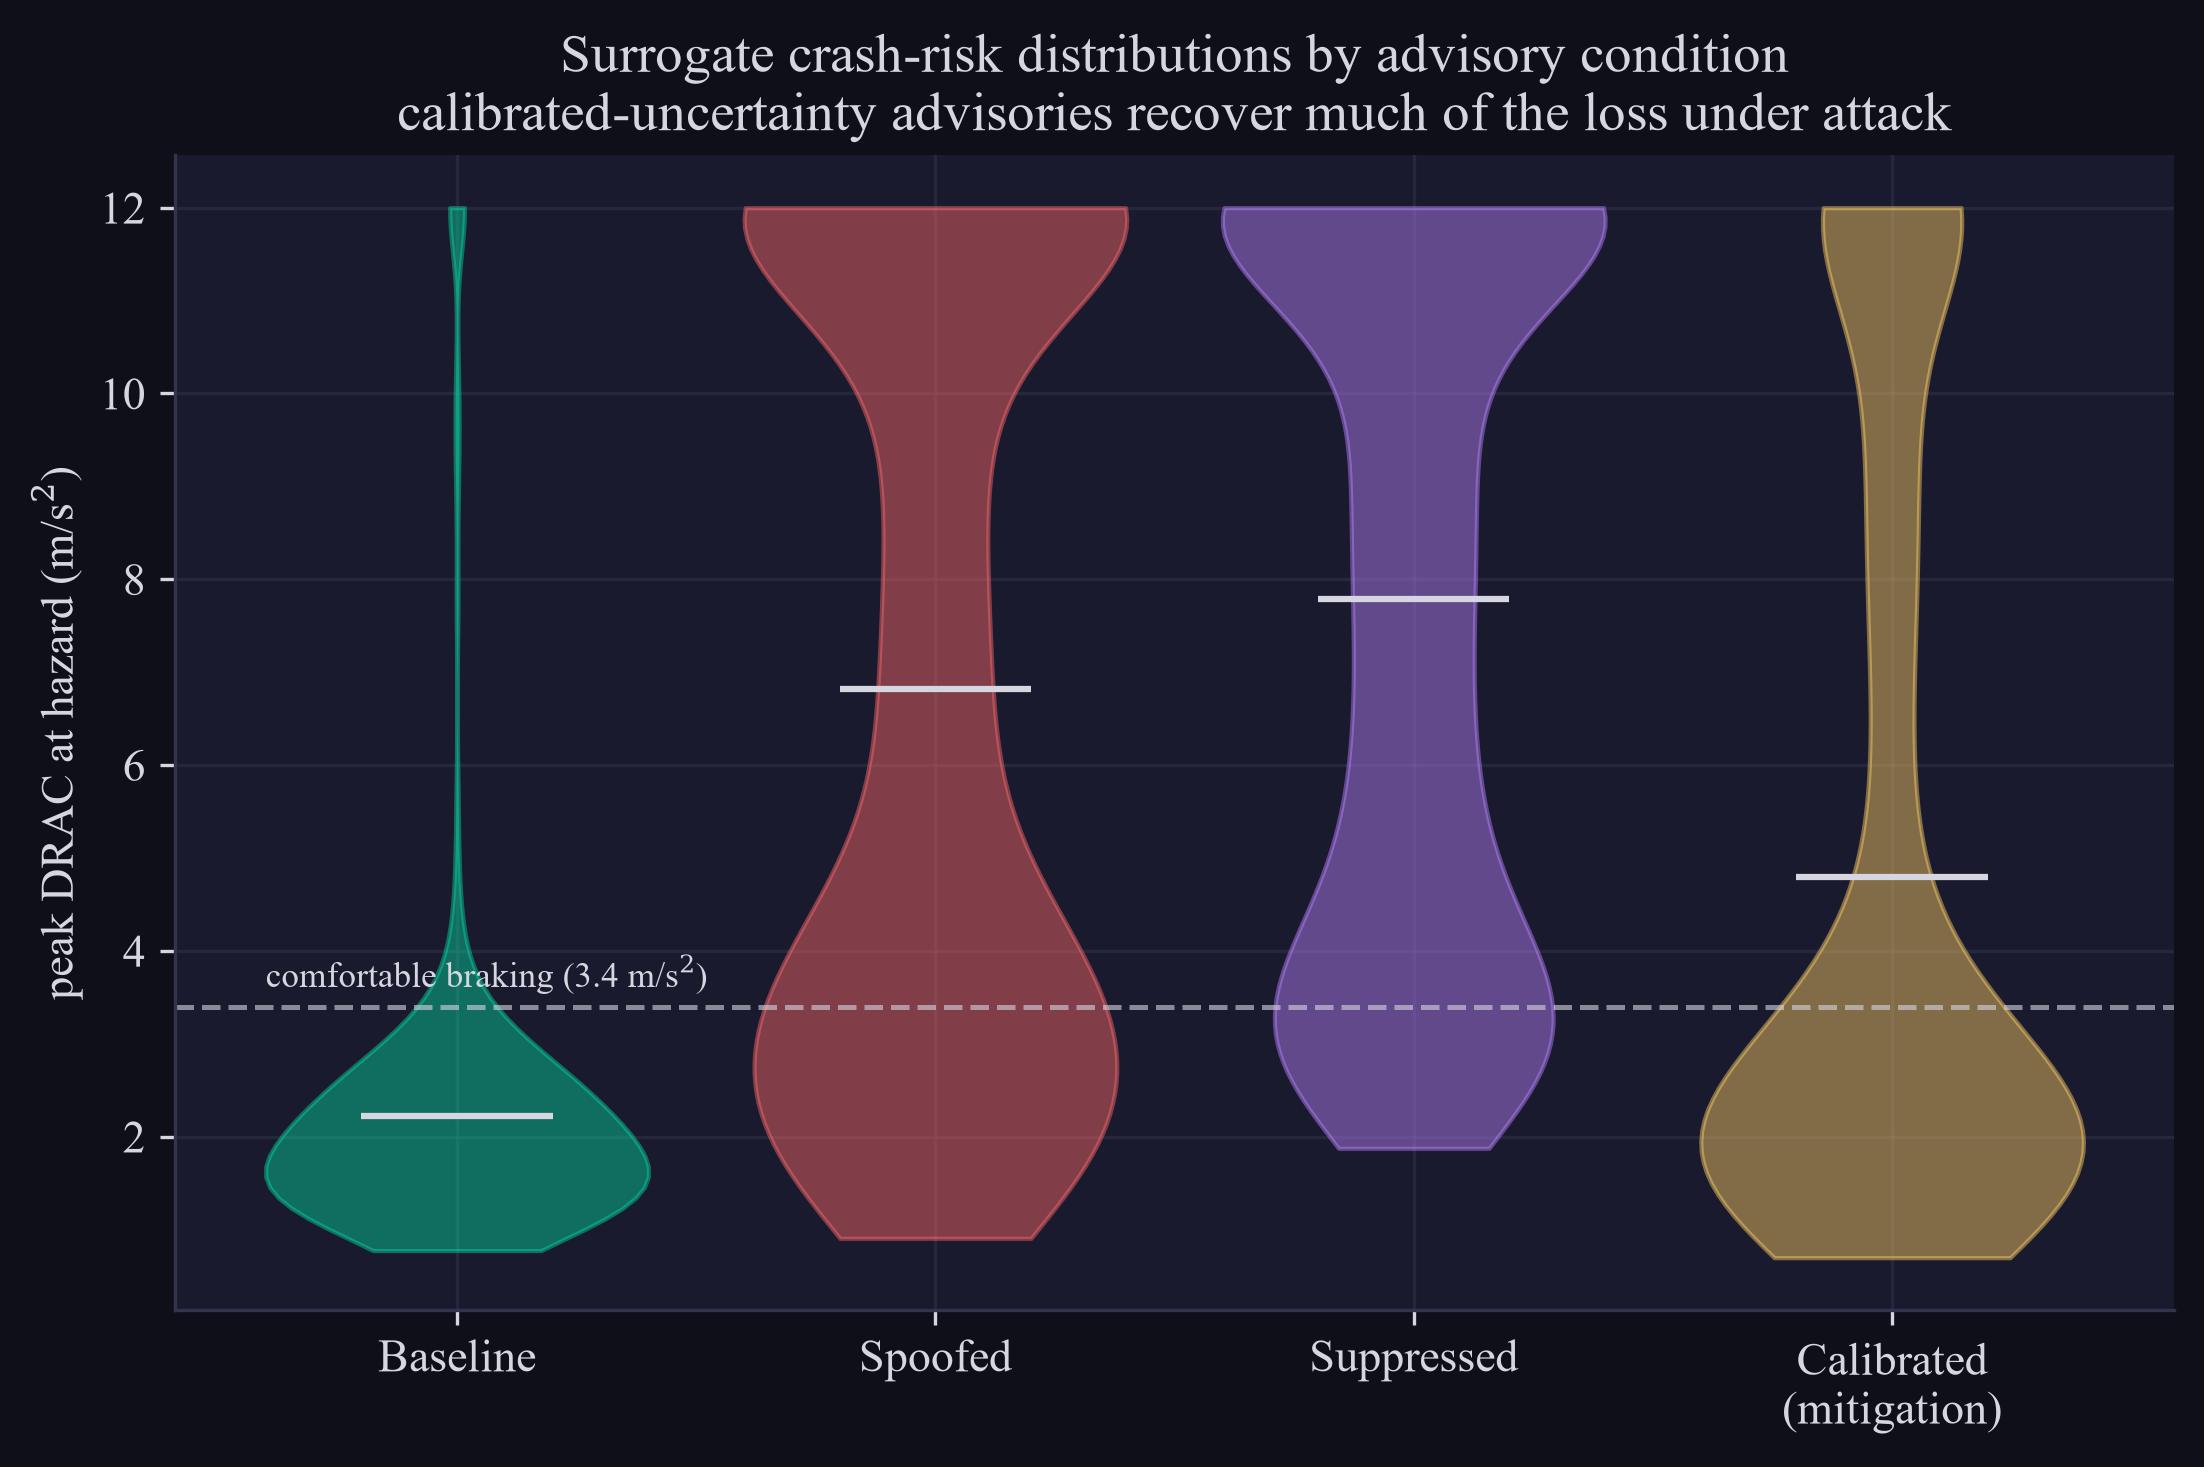 Surrogate crash-risk distributions by advisory condition
calibrated-uncertainty advisories recover much of the loss under attack
peak DRAC at hazard (m/s²)
12
10
8
6
4
2
comfortable braking (3.4 m/s²)
Baseline
Spoofed
Suppressed
Calibrated
(mitigation)